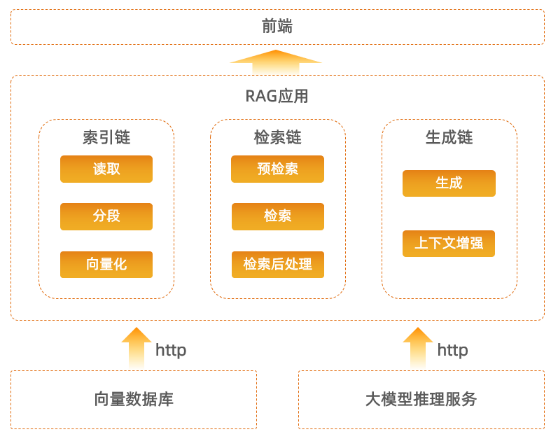 前端
RAG应用
索引链
读取
分段
向量化
检索链
预检索
检索
检索后处理
生成链
生成
上下文增强
http
http
向量数据库
大模型推理服务